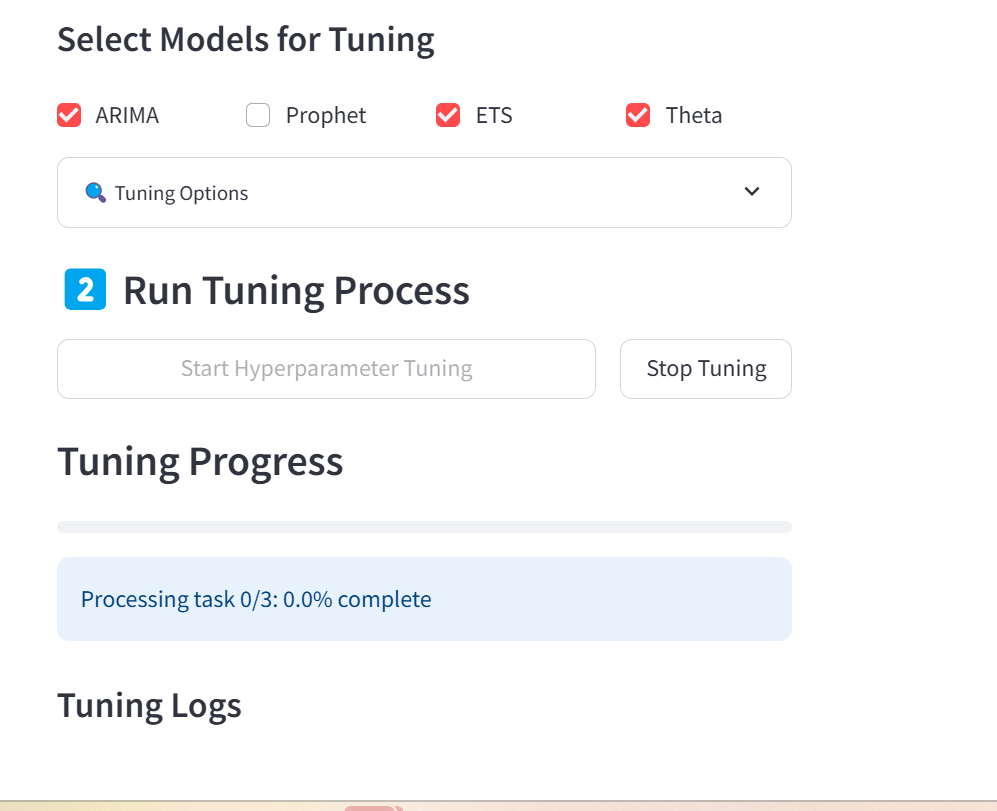 Select Models for Tuning
ARIMA Prophet ETS Theta
Tuning Options
2 Run Tuning Process
Start Hyperparameter Tuning Stop Tuning
Tuning Progress
Processing task 0/3: 0.0% complete
Tuning Logs